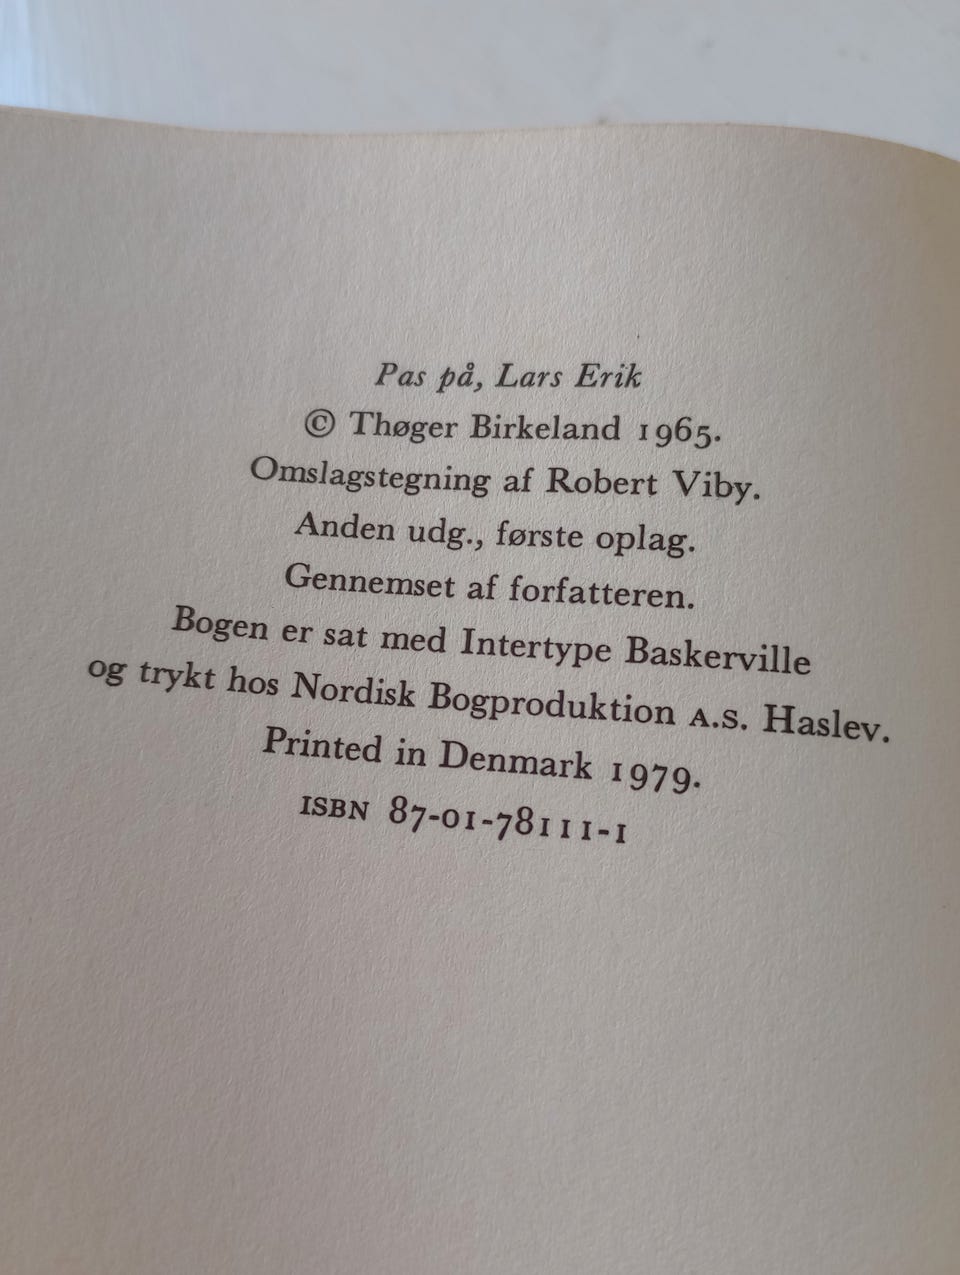 Pas på, Lars Erik
© Thøger Birkeland 1965.
Omslagstegning af Robert Viby.
Anden udg., første oplag.
Gennemset af forfatteren.
Bogen er sat med Intertype Baskerville
og trykt hos Nordisk Bogproduktion A.S. Haslev.
Printed in Denmark 1979.
ISBN 87-01-78111-1